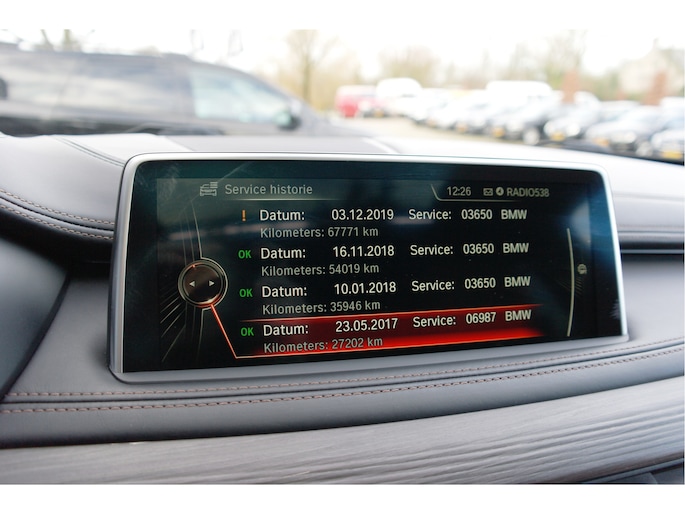 Service historie
12:26 RADIO538
! Datum: 03.12.2019 Service: 03650 BMW
Kilometers: 67771 km
OK Datum: 16.11.2018 Service: 03650 BMW
Kilometers: 54019 km
OK Datum: 10.01.2018 Service: 03650 BMW
Kilometers: 35946 km
OK Datum: 23.05.2017 Service: 06987 BMW
Kilometers: 27202 km